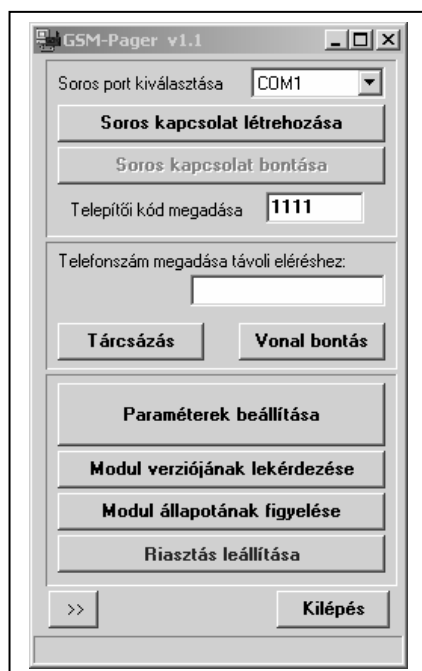 GSM-Pager v1.1
Soros port kiválasztása COM1
Soros kapcsolat létrehozása
Soros kapcsolat bontása
Telepítői kód megadása 1111
Telefonszám megadása távoli eléréshez:
Tárcsázás Vonal bontás
Paraméterek beállítása
Modul verziójának lekérdezése
Modul állapotának figyelése
Riasztás leállítása
>> Kilépés